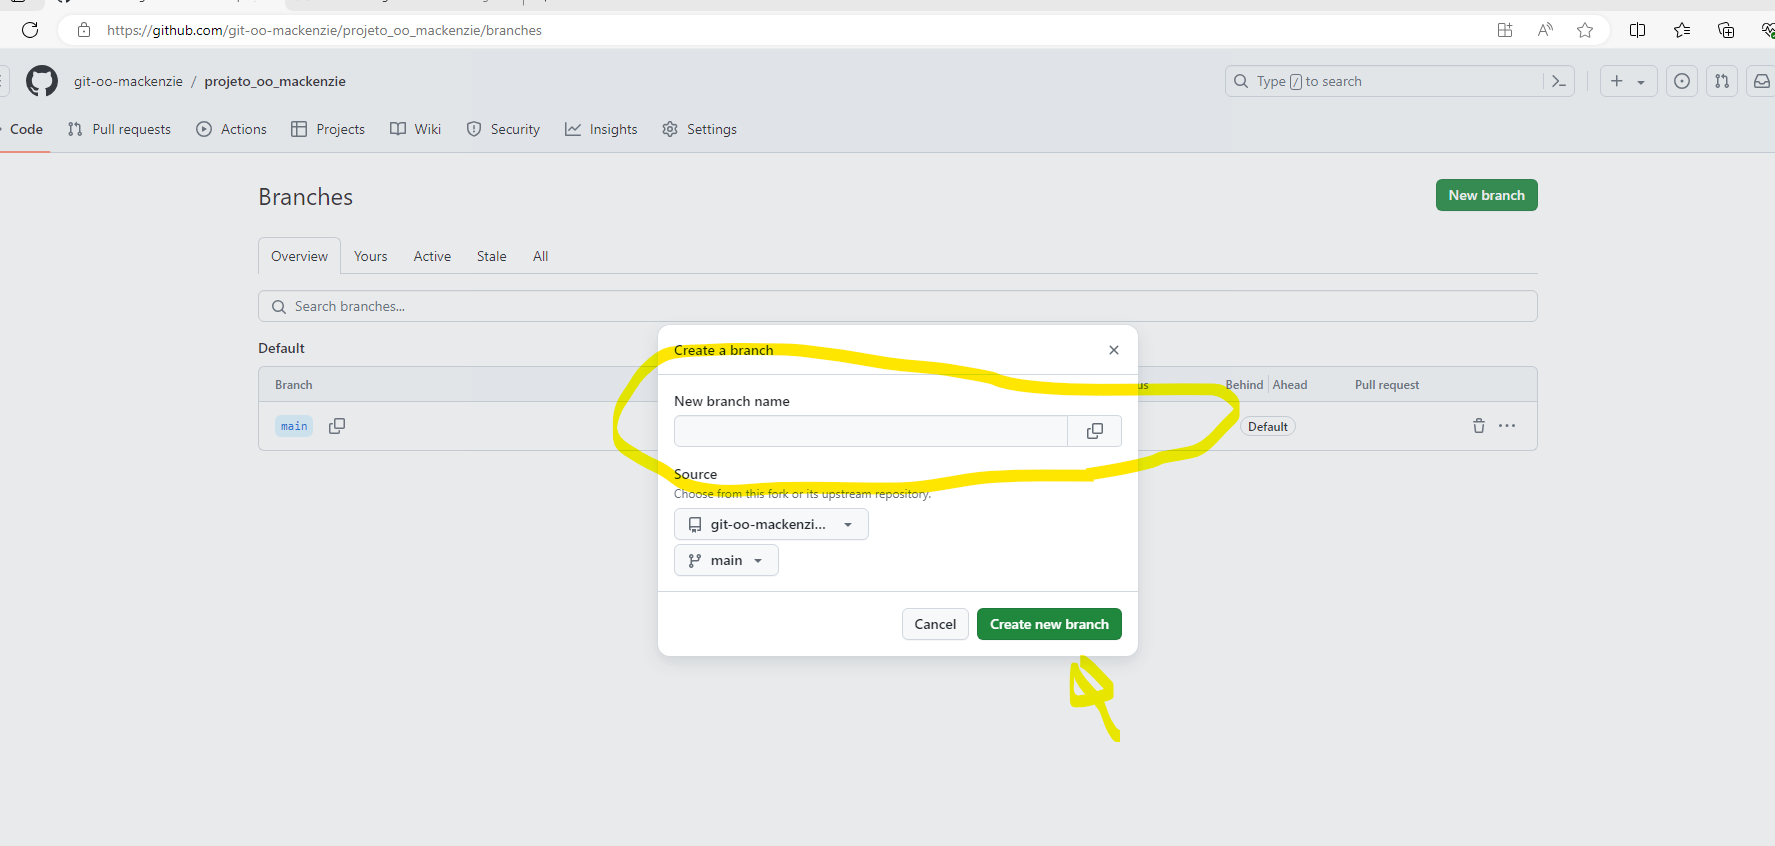 https://github.com/git-oo-mackenzie/projeto_oo_mackenzie/branches
git-oo-mackenzie / projeto_oo_mackenzie
Type / to search
Code Pull requests Actions Projects Wiki Security Insights Settings
Branches
New branch
Overview Yours Active Stale All
Search branches...
Default
Create a branch
Branch
us Behind Ahead Pull request
New branch name
main
Default
Source
Choose from this fork or its upstream repository.
git-oo-mackenzi...
main
Cancel Create new branch